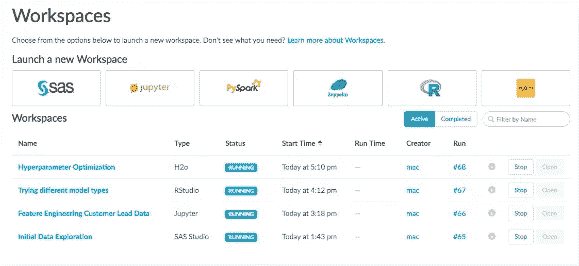 Workspaces
Choose from the options below to launch a new workspace. Don't see what you need? Learn more about Workspaces.
Launch a new Workspace
sas jupyter PySpark Zeppelin R H2O
Workspaces Active Completed Filter by Name
Name Type Status Start Time Run Time Creator Run
Hyperparameter Optimization H2o RUNNING Today at 5:10 pm -- mac #68 Stop Open
Trying different model types RStudio RUNNING Today at 4:12 pm -- mac #67 Stop Open
Feature Engineering Customer Lead Data Jupyter RUNNING Today at 3:18 pm -- mac #66 Stop Open
Initial Data Exploration SAS Studio RUNNING Today at 1:43 pm -- mac #65 Stop Open